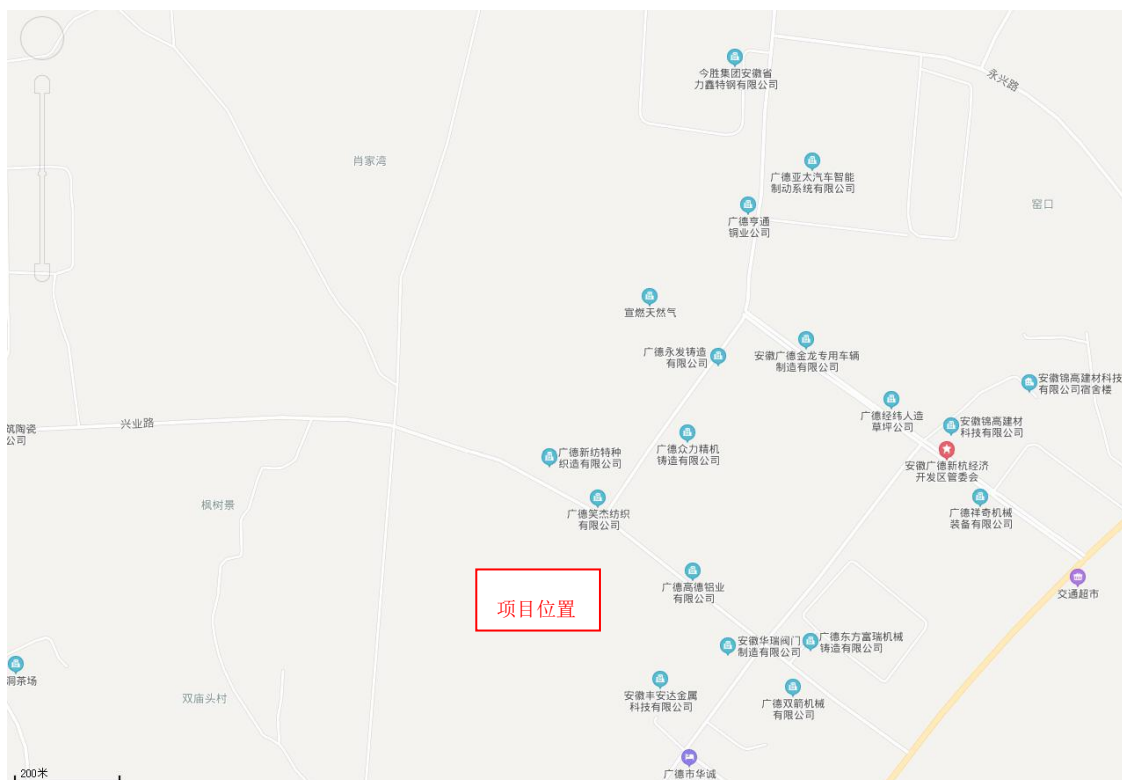 今胜集团安徽省
力鑫特钢有限公司
永兴路
肖家湾
广德亚太汽车智能
制动系统有限公司
窑口
广德亨通
铜业公司
宣燃天然气
广德永发铸造
有限公司
安徽广德金龙专用车辆
制造有限公司
安徽锦高建材科技
有限公司宿舍楼
广德经纬人造
草坪公司
安徽锦高建材
科技有限公司
筑陶瓷
公司
兴业路
广德新纺特种
织造有限公司
广德众力精机
铸造有限公司
安徽广德新杭经济
开发区管委会
枫树景
广德笑杰纺织
有限公司
广德祥奇机械
装备有限公司
广德高德铝业
有限公司
交通超市
项目位置
安徽华瑞阀门
制造有限公司
广德东方富瑞机械
铸造有限公司
洞茶场
双庙头村
安徽丰安达金属
科技有限公司
广德双箭机械
有限公司
200米
广德市华诚